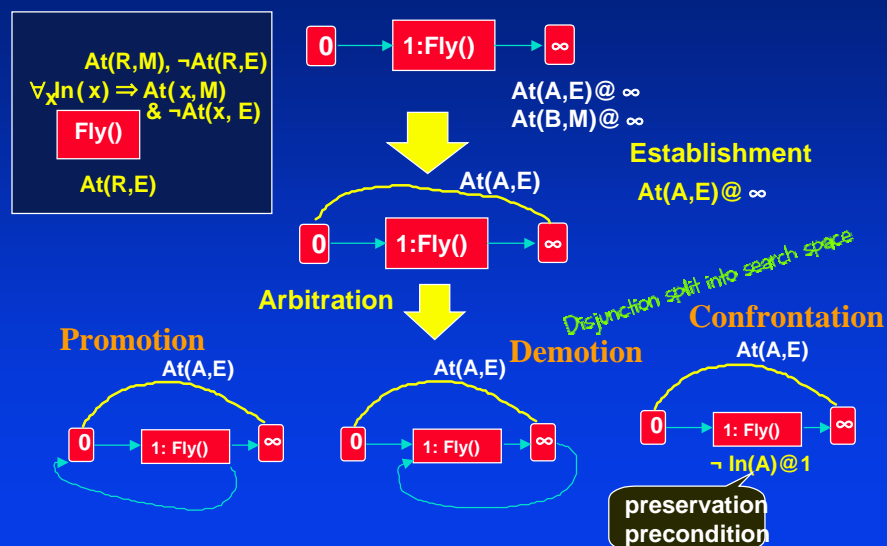 At(R,M), ¬At(R,E)
∀xIn( x) ⇒ At( x, M)
& ¬At(x, E)
Fly()
At(R,E)
0
1:Fly()
∞
At(A,E)@ ∞
At(B,M)@ ∞
Establishment
At(A,E)@ ∞
At(A,E)
0
1:Fly()
∞
Arbitration
Disjunction split into search space
Promotion
At(A,E)
0
1: Fly()
∞
Demotion
At(A,E)
0
1: Fly()
∞
Confrontation
At(A,E)
0
1: Fly()
∞
¬ In(A)@1
preservation
precondition